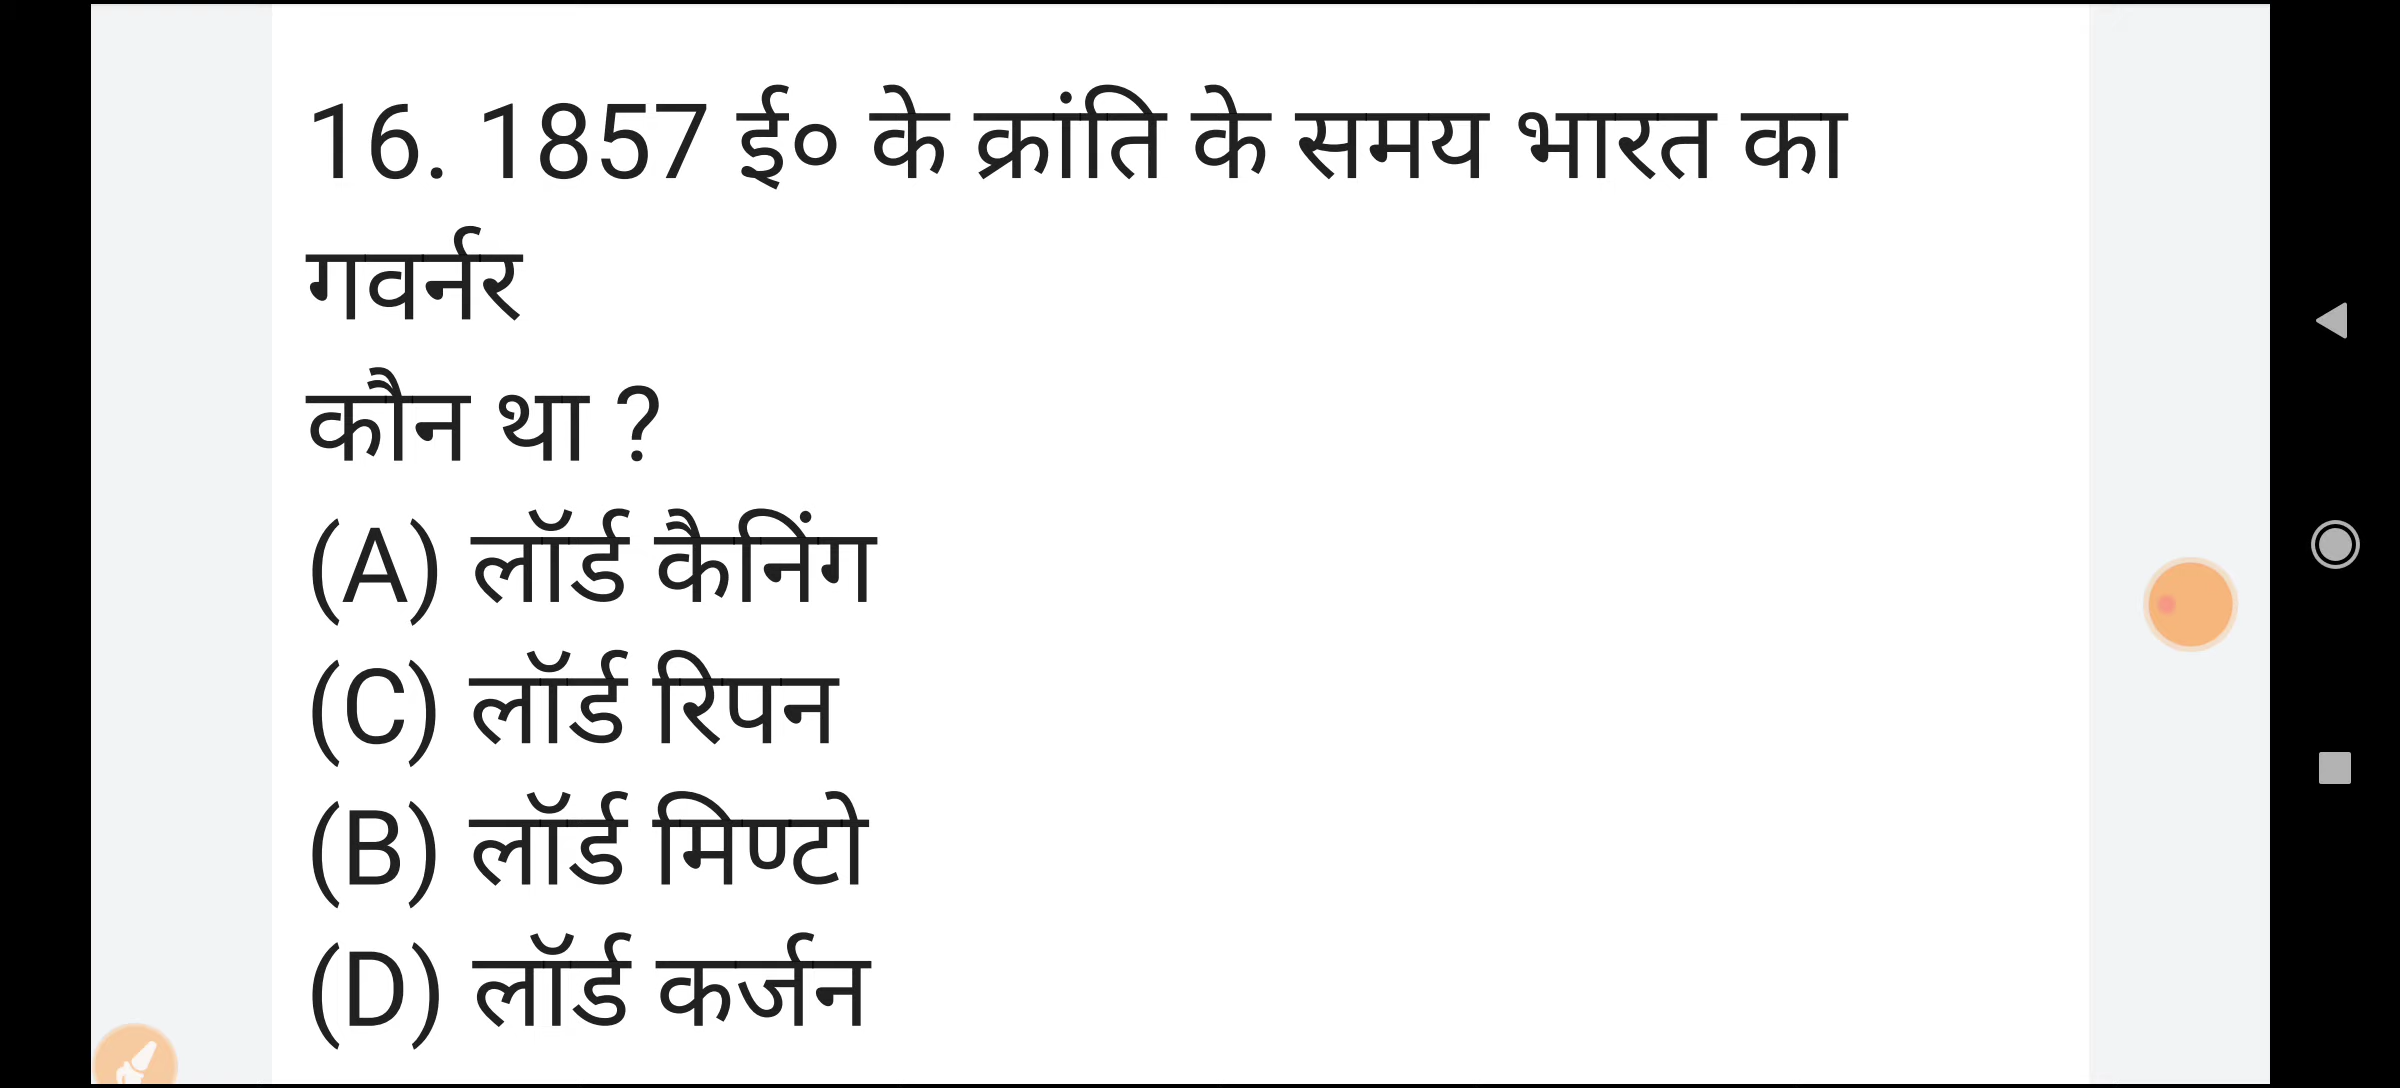 16. 1857 ई० के क्रांति के समय भारत का
गवर्नर
कौन था ?
(A) लॉर्ड कैनिंग
(C) लॉर्ड रिपन
(B) लॉर्ड मिण्टो
(D) लॉर्ड कर्जन